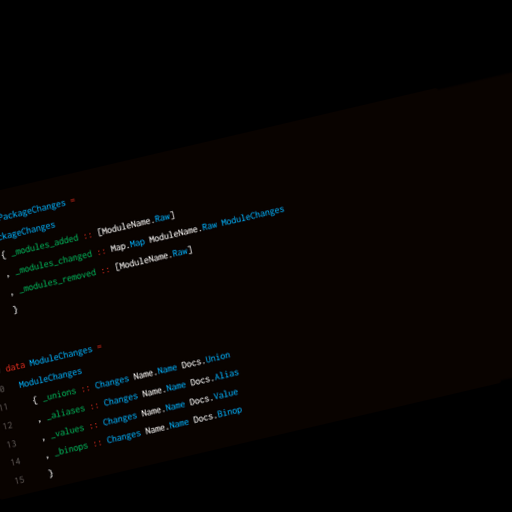 PackageChanges =
ckageChanges
{ _modules_added :: [ModuleName.Raw]
, _modules_changed :: Map.Map ModuleName.Raw ModuleChanges
, _modules_removed :: [ModuleName.Raw]
}
data ModuleChanges =
0 ModuleChanges
11 { _unions :: Changes Name.Name Docs.Union
12 , _aliases :: Changes Name.Name Docs.Alias
13 , _values :: Changes Name.Name Docs.Value
14 , _binops :: Changes Name.Name Docs.Binop
15 }